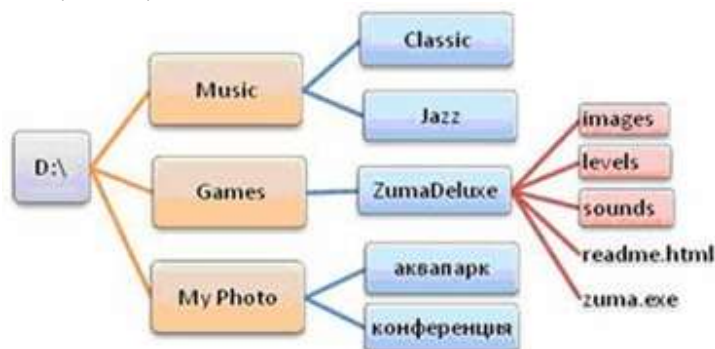 D:\
Music
Games
My Photo
Classic
Jazz
ZumaDeluxe
аквапарк
конференция
images
levels
sounds
readme.html
zuma.exe